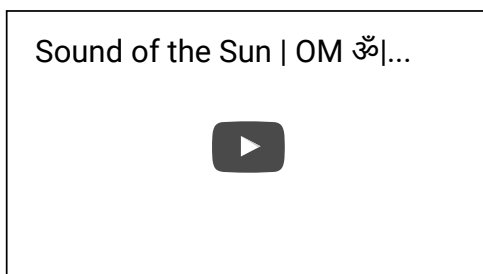 Sound of the Sun | OM ॐ|...